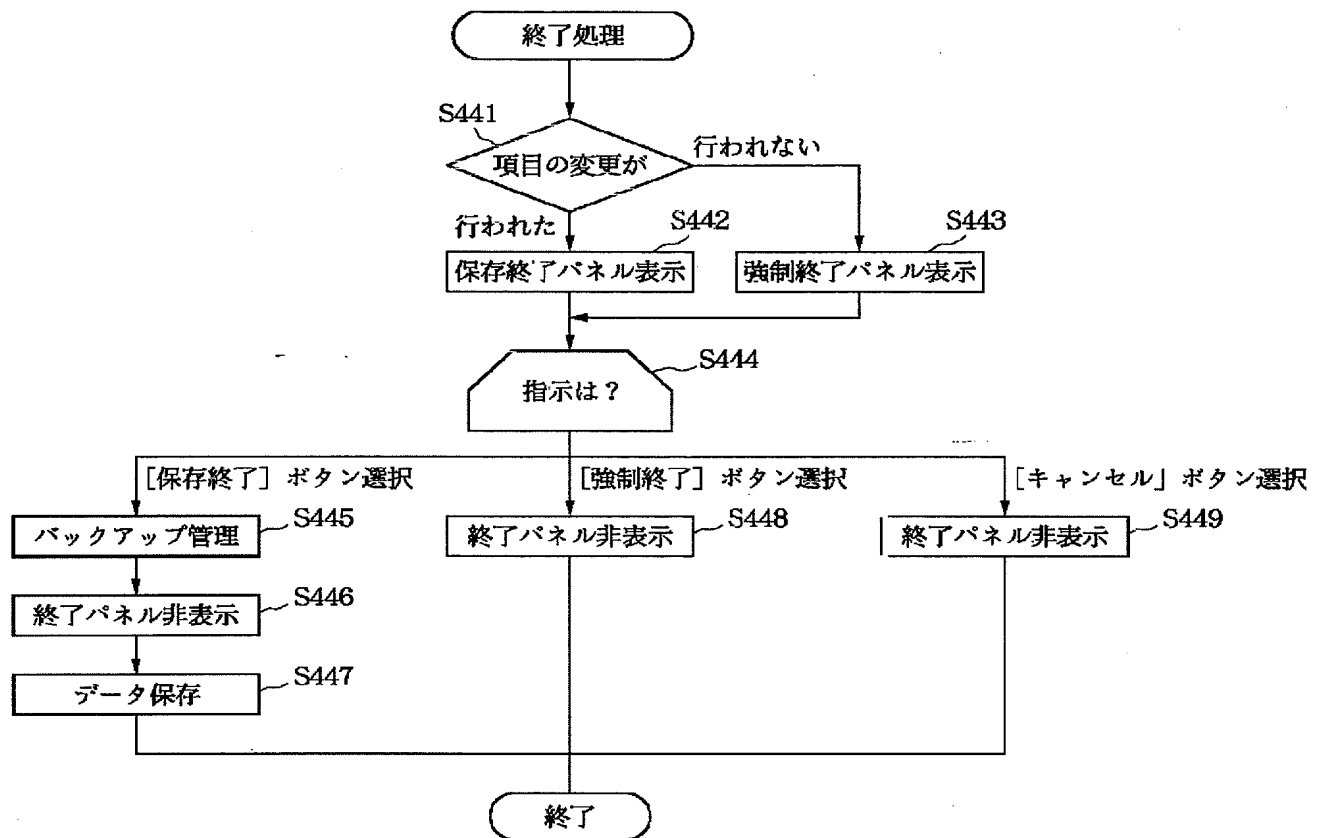 終了処理
S441
項目の変更が
行われない
行われた
S442
保存終了パネル表示
S443
強制終了パネル表示
S444
指示は？
［保存終了］ボタン選択
［強制終了］ボタン選択
［キャンセル」ボタン選択
S445
バックアップ管理
S448
終了パネル非表示
S449
終了パネル非表示
S446
終了パネル非表示
S447
データ保存
終了